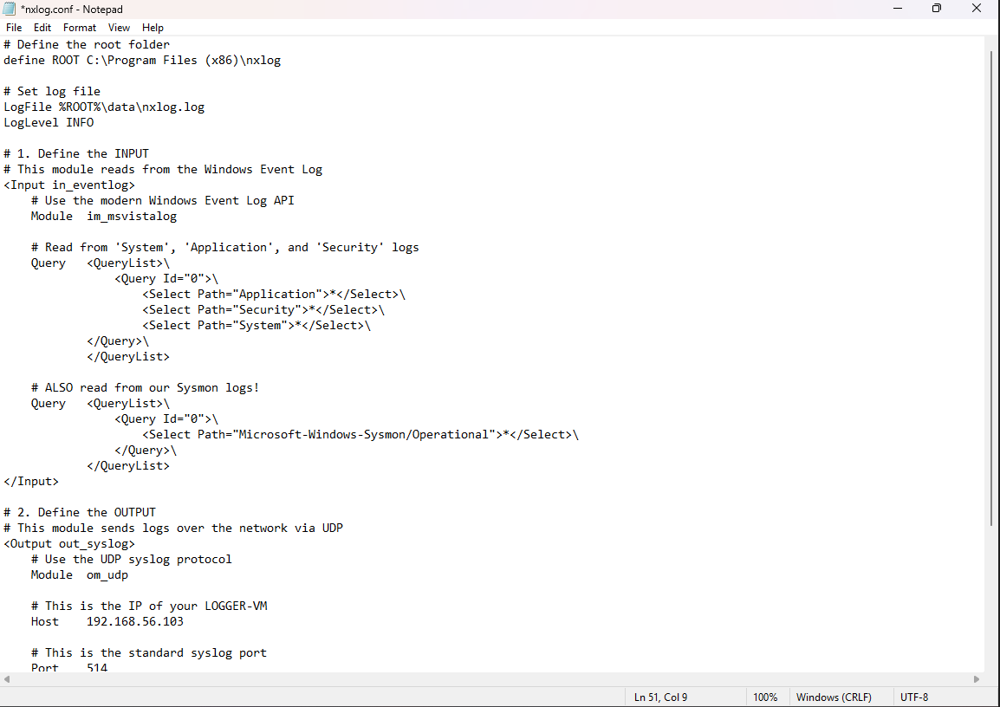 *nxlog.conf - Notepad
File Edit Format View Help
# Define the root folder
define ROOT C:\Program Files (x86)\nxlog

# Set log file
LogFile %ROOT%\data\nxlog.log
LogLevel INFO

# 1. Define the INPUT
# This module reads from the Windows Event Log
<Input in_eventlog>
    # Use the modern Windows Event Log API
    Module  im_msvistalog

    # Read from 'System', 'Application', and 'Security' logs
    Query   <QueryList>\
                <Query Id="0">\
                    <Select Path="Application">*</Select>\
                    <Select Path="Security">*</Select>\
                    <Select Path="System">*</Select>\
            </Query>\
            </QueryList>

    # ALSO read from our Sysmon logs!
    Query   <QueryList>\
                <Query Id="0">\
                    <Select Path="Microsoft-Windows-Sysmon/Operational">*</Select>\
                </Query>\
            </QueryList>
</Input>

# 2. Define the OUTPUT
# This module sends logs over the network via UDP
<Output out_syslog>
    # Use the UDP syslog protocol
    Module  om_udp

    # This is the IP of your LOGGER-VM
    Host    192.168.56.103

    # This is the standard syslog port
    Port    514
Ln 51, Col 9 100% Windows (CRLF) UTF-8